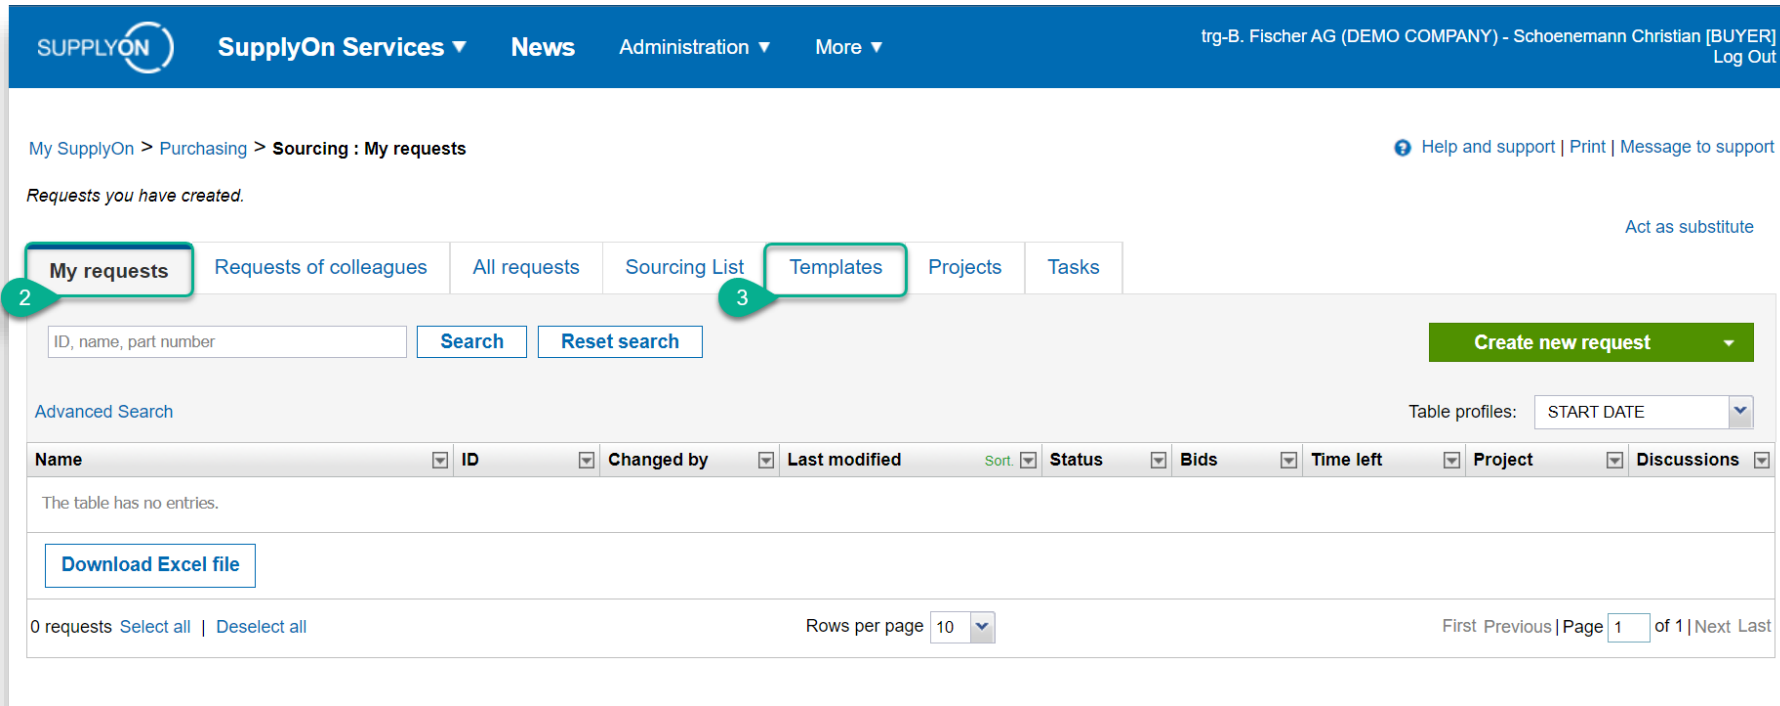 SUPPLYON
SupplyOn Services ▼ News Administration ▼ More ▼
trg-B. Fischer AG (DEMO COMPANY) - Schoenemann Christian [BUYER]
Log Out
My SupplyOn > Purchasing > Sourcing : My requests
Help and support | Print | Message to support
Requests you have created.
Act as substitute
My requests Requests of colleagues All requests Sourcing List Templates Projects Tasks
2 3
ID, name, part number Search Reset search Create new request
Advanced Search Table profiles: START DATE
Name ID Changed by Last modified Sort. Status Bids Time left Project Discussions
The table has no entries.
Download Excel file
0 requests Select all | Deselect all Rows per page 10 First Previous | Page 1 of 1 | Next Last